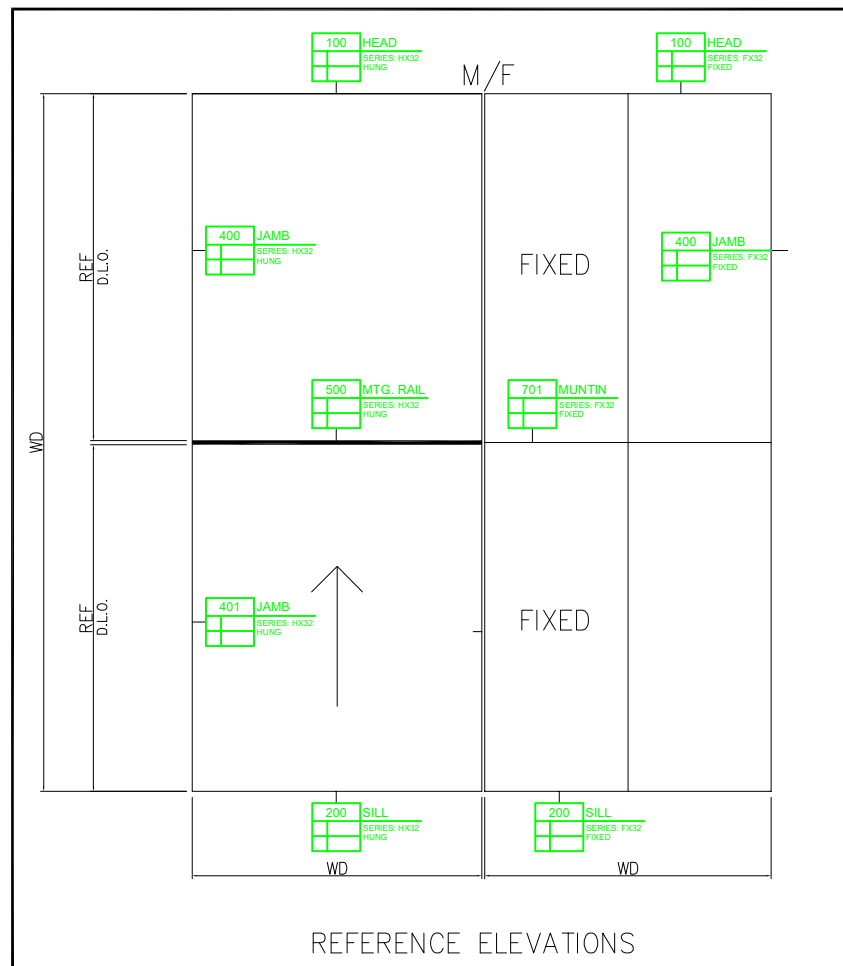 100 HEAD
SERIES: HX32
HUNG
100 HEAD
SERIES: FX32
FIXED
M/F
400 JAMB
SERIES: HX32
HUNG
FIXED
400 JAMB
SERIES: FX32
FIXED
REF
D.L.O.
WD
500 MTG. RAIL
SERIES: HX32
HUNG
701 MUNTIN
SERIES: FX32
FIXED
REF
D.L.O.
401 JAMB
SERIES: HX32
HUNG
FIXED
200 SILL
SERIES: HX32
HUNG
200 SILL
SERIES: FX32
FIXED
WD
WD
REFERENCE ELEVATIONS